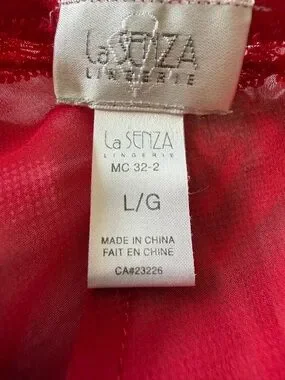 La SENZA
LINGERIE
La SENZA
LINGERIE
MC 32-2
L/G
MADE IN CHINA
FAIT EN CHINE
CA#23226